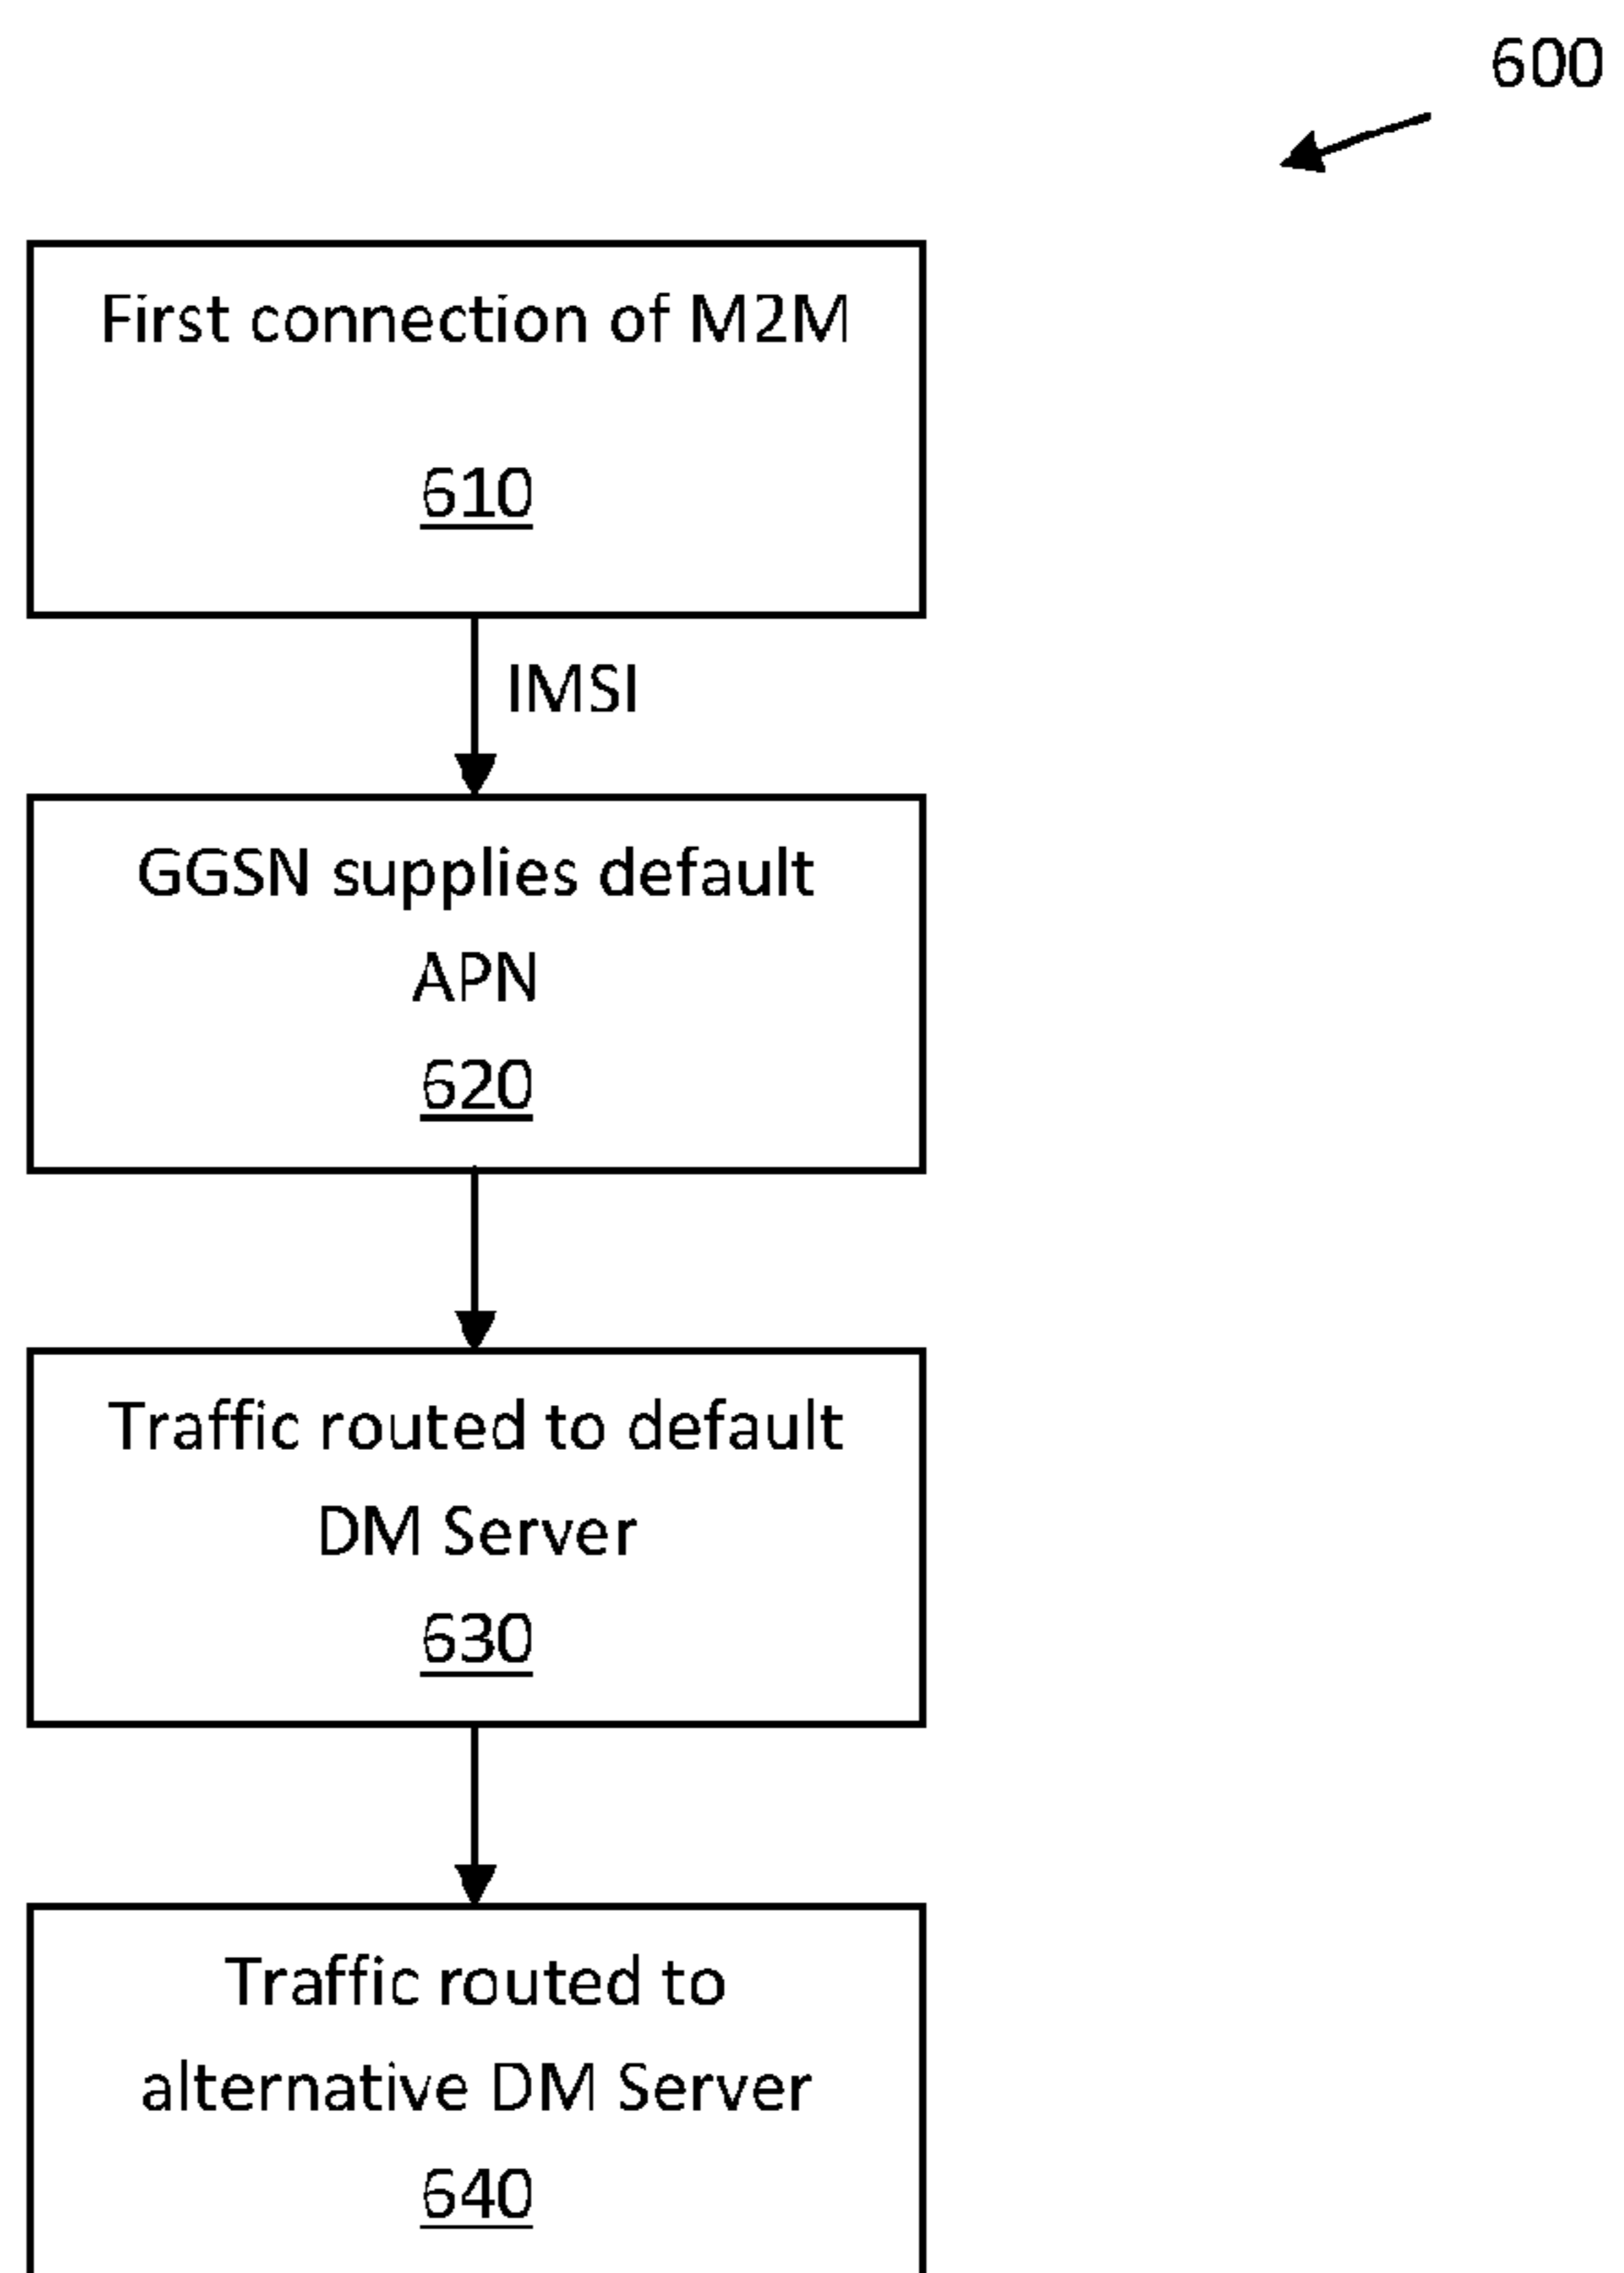 600
First connection of M2M
610
IMSI
GGSN supplies default
APN
620
Traffic routed to default
DM Server
630
Traffic routed to
alternative DM Server
640